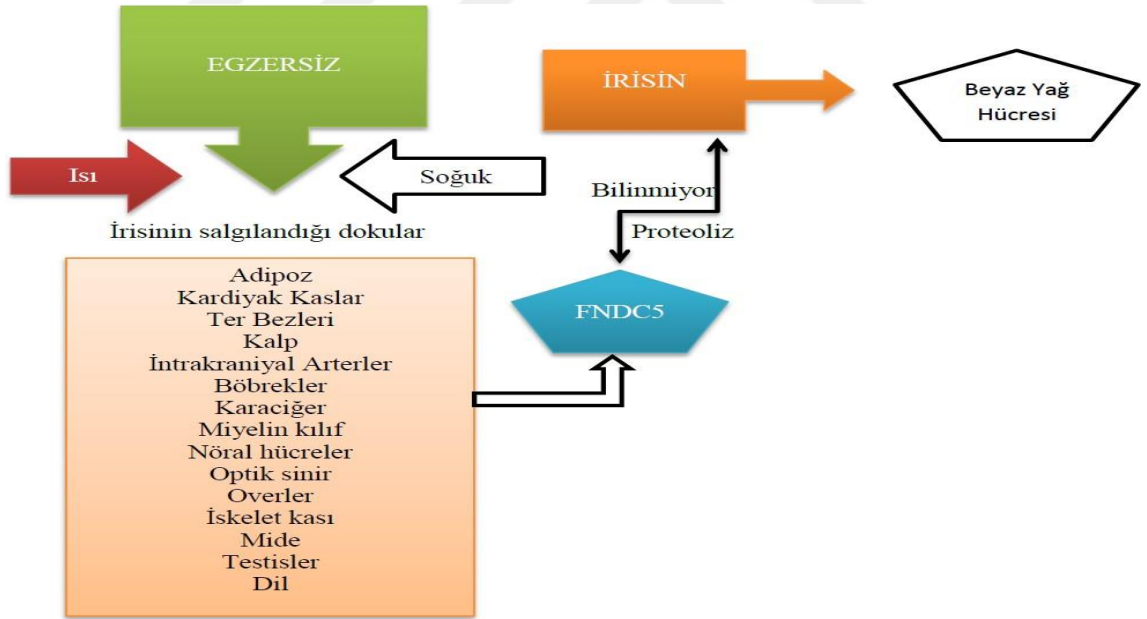 EGZERSİZ
İRİSİN
Beyaz Yağ
Hücresi
Isı
Soğuk
Bilinmiyor
Proteoliz
İrisinin salgılandığı dokular
FNDC5
Adipoz
Kardiyak Kaslar
Ter Bezleri
Kalp
İntrakraniyal Arterler
Böbrekler
Karaciğer
Miyelin kılıf
Nöral hücreler
Optik sinir
Overler
İskelet kası
Mide
Testisler
Dil